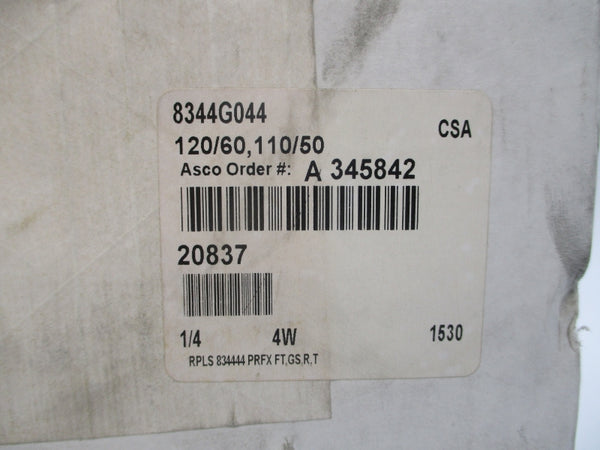 8344G044
CSA
120/60,110/50
Asco Order #: A 345842
20837
1/4 4W 1530
RPLS 834444 PRFX FT,GS,R,T